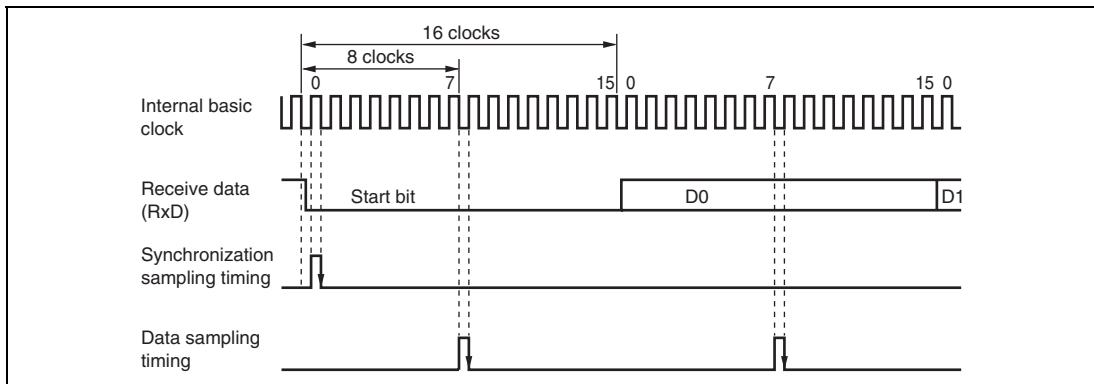 16 clocks
8 clocks
0 7 15 0 7 15 0
Internal basic
clock
Receive data
(RxD)
Start bit D0 D1
Synchronization
sampling timing
Data sampling
timing